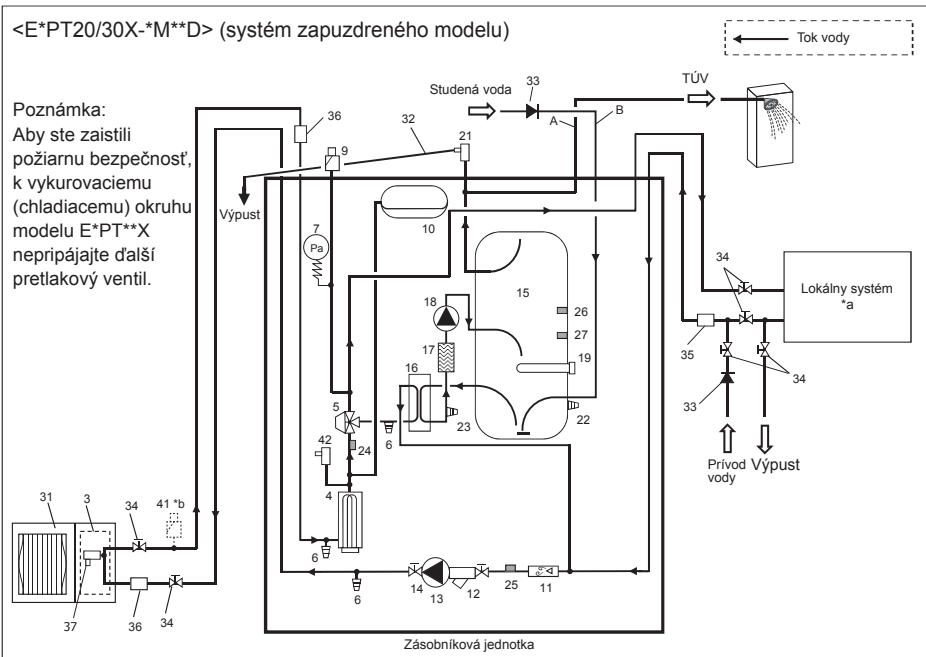 <E*PT20/30X-*M**D> (systém zapuzdreného modelu)
Tok vody
Poznámka:
Aby ste zaistili
požiarnu bezpečnosť,
k vykurovaciemu
(chladiacemu) okruhu
modelu E*PT**X
nepripájajte ďalší
pretlakový ventil.
Studená voda
33
TÚV
A
B
36
32
21
9
Výpust
10
7
Pa
15
18
26
27
17
19
16
5
6
23
22
24
42
4
6
34
Lokálny systém
*a
35
34
33
Prívod
vody
Výpust
31
3
41 *b
34
37
36
34
6
14
13
12
25
11
Zásobníková jednotka